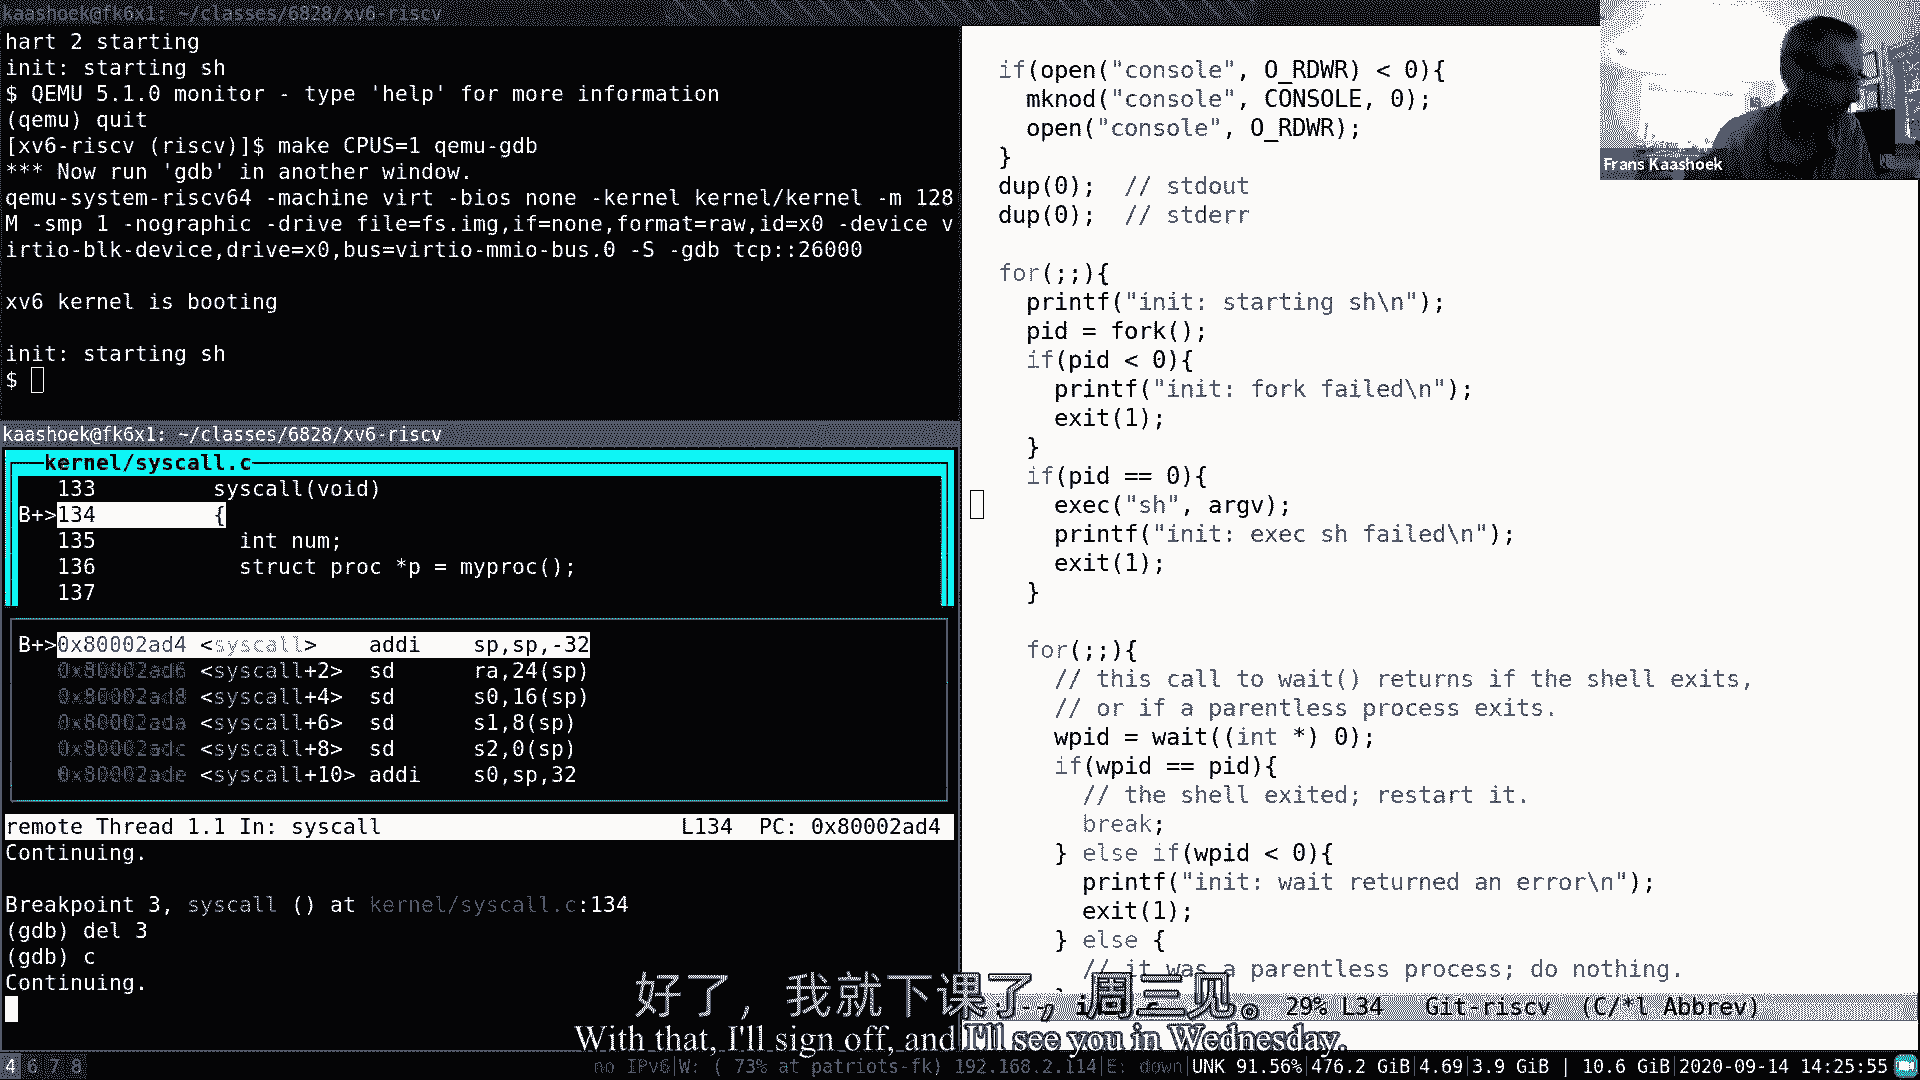 kaashoek@fk6x1: ~/classes/6828/xv6-riscv
hart 2 starting
init: starting sh
$ QEMU 5.1.0 monitor - type 'help' for more information
(qemu) quit
[xv6-riscv (riscv)]$ make CPUS=1 qemu-gdb
*** Now run 'gdb' in another window.
qemu-system-riscv64 -machine virt -bios none -kernel kernel/kernel -m 128
M -smp 1 -nographic -drive file=fs.img,if=none,format=raw,id=x0 -device v
irtio-blk-device,drive=x0,bus=virtio-mmio-bus.0 -S -gdb tcp::26000
xv6 kernel is booting
init: starting sh
$
kaashoek@fk6x1: ~/classes/6828/xv6-riscv
kernel/syscall.c
133 syscall(void)
B+>134 {
135 int num;
136 struct proc *p = myproc();
137
B+>0x80002ad4 <syscall> addi sp,sp,-32
0x80002ad6 <syscall+2> sd ra,24(sp)
0x80002ad8 <syscall+4> sd s0,16(sp)
0x80002ada <syscall+6> sd s1,8(sp)
0x80002adc <syscall+8> sd s2,0(sp)
0x80002ade <syscall+10> addi s0,sp,32
remote Thread 1.1 In: syscall L134 PC: 0x80002ad4
Continuing.
Breakpoint 3, syscall () at kernel/syscall.c:134
(gdb) del 3
(gdb) c
Continuing.
if(open("console", O_RDWR) < 0){
mknod("console", CONSOLE, 0);
open("console", O_RDWR);
}
dup(0); // stdout
dup(0); // stderr
for(;;){
printf("init: starting sh\n");
pid = fork();
if(pid < 0){
printf("init: fork failed\n");
exit(1);
}
if(pid == 0){
exec("sh", argv);
printf("init: exec sh failed\n");
exit(1);
}
for(;;){
// this call to wait() returns if the shell exits,
// or if a parentless process exits.
wpid = wait((int *) 0);
if(wpid == pid){
// the shell exited; restart it.
break;
} else if(wpid < 0){
printf("init: wait returned an error\n");
exit(1);
} else {
// it was a parentless process; do nothing.
29% L34 Git-riscv (C/*l Abbrev)
Frans Kaashoek
好了，我就下课了，周三见。
With that, I'll sign off, and I'll see you in Wednesday.
4 6 7 8
no IPv6|W: ( 73% at patriots-fk) 192.168.2.114|E: down|UNK 91.56%|476.2 GiB|4.69|3.9 GiB | 10.6 GiB|2020-09-14 14:25:55